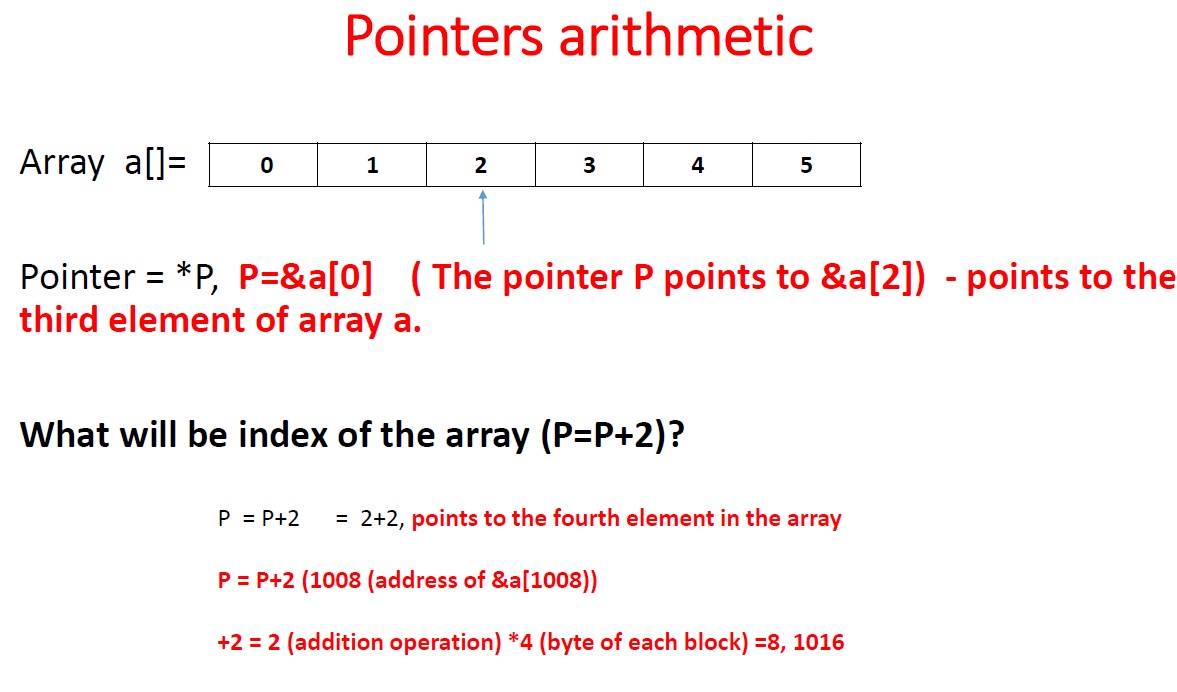 Pointers arithmetic
Array a[]= 0 1 2 3 4 5
Pointer = *P, P=&a[0] ( The pointer P points to &a[2]) - points to the
third element of array a.
What will be index of the array (P=P+2)?
P = P+2 = 2+2, points to the fourth element in the array
P = P+2 (1008 (address of &a[1008))
+2 = 2 (addition operation) *4 (byte of each block) =8, 1016